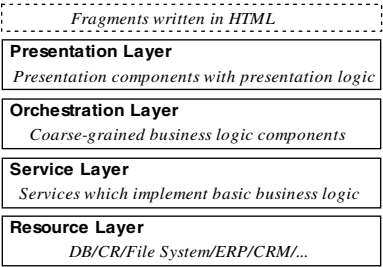 Fragments written in HTML
Presentation Layer
Presentation components with presentation logic
Orchestration Layer
Coarse-grained business logic components
Service Layer
Services which implement basic business logic
Resource Layer
DB/CR/File System/ERP/CRM/...